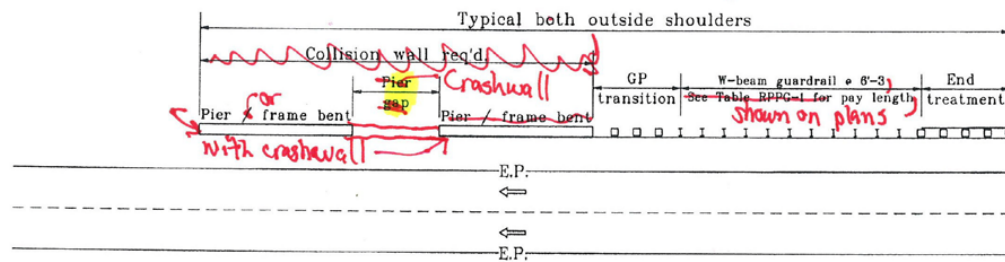 Typical both outside shoulders
Collision wall req'd.
Pier
gap
Crashwall
GP
transition
W-beam guardrail @ 6'-3
See Table RPPG-1 for pay length
shown on plans
End
treatment
or
Pier / frame bent
Pier / frame bent
with crashwall
E.P.
E.P.